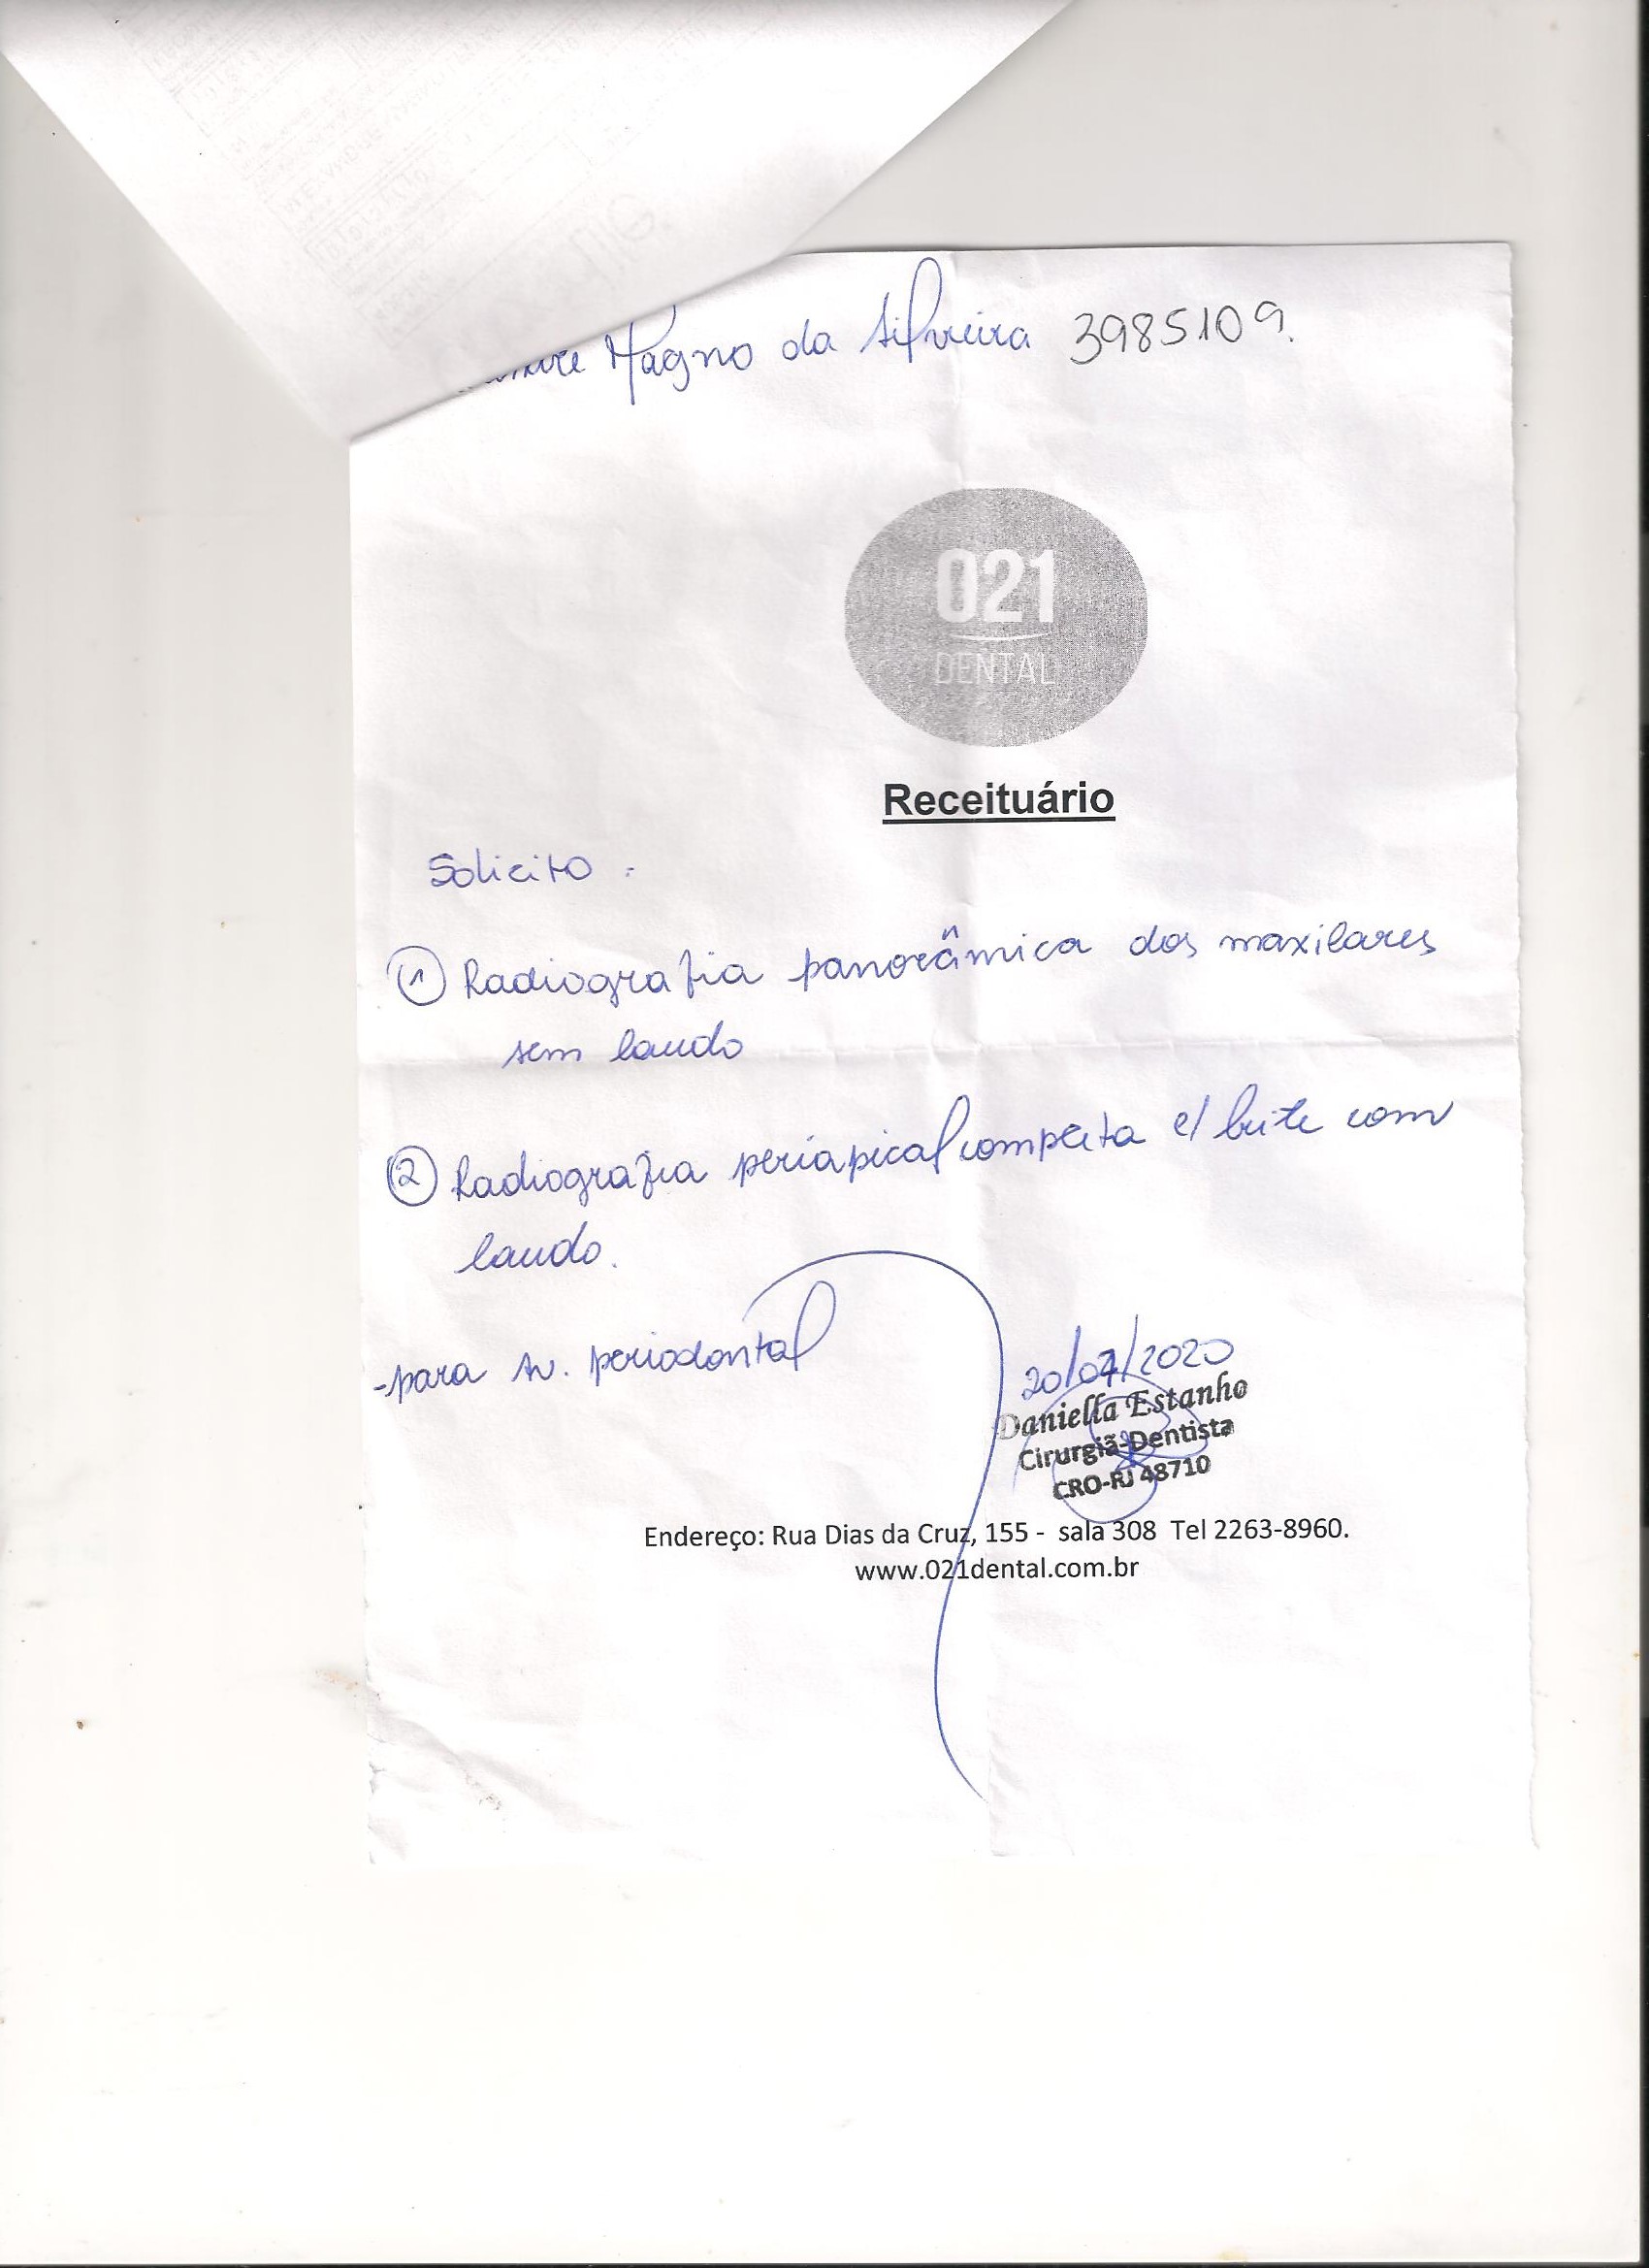 Magno da Silveira 3985109.
021
DENTAL
Receituário
Solicito :
1 Radiografia panorâmica dos maxilares
sem laudo
2 Radiografia periapical completa c/ bite com
laudo.
-para av. periodontal
20/07/2020
Daniella Estanho
Cirurgiã-Dentista
CRO-RJ 48710
Endereço: Rua Dias da Cruz, 155 - sala 308 Tel 2263-8960.
www.021dental.com.br